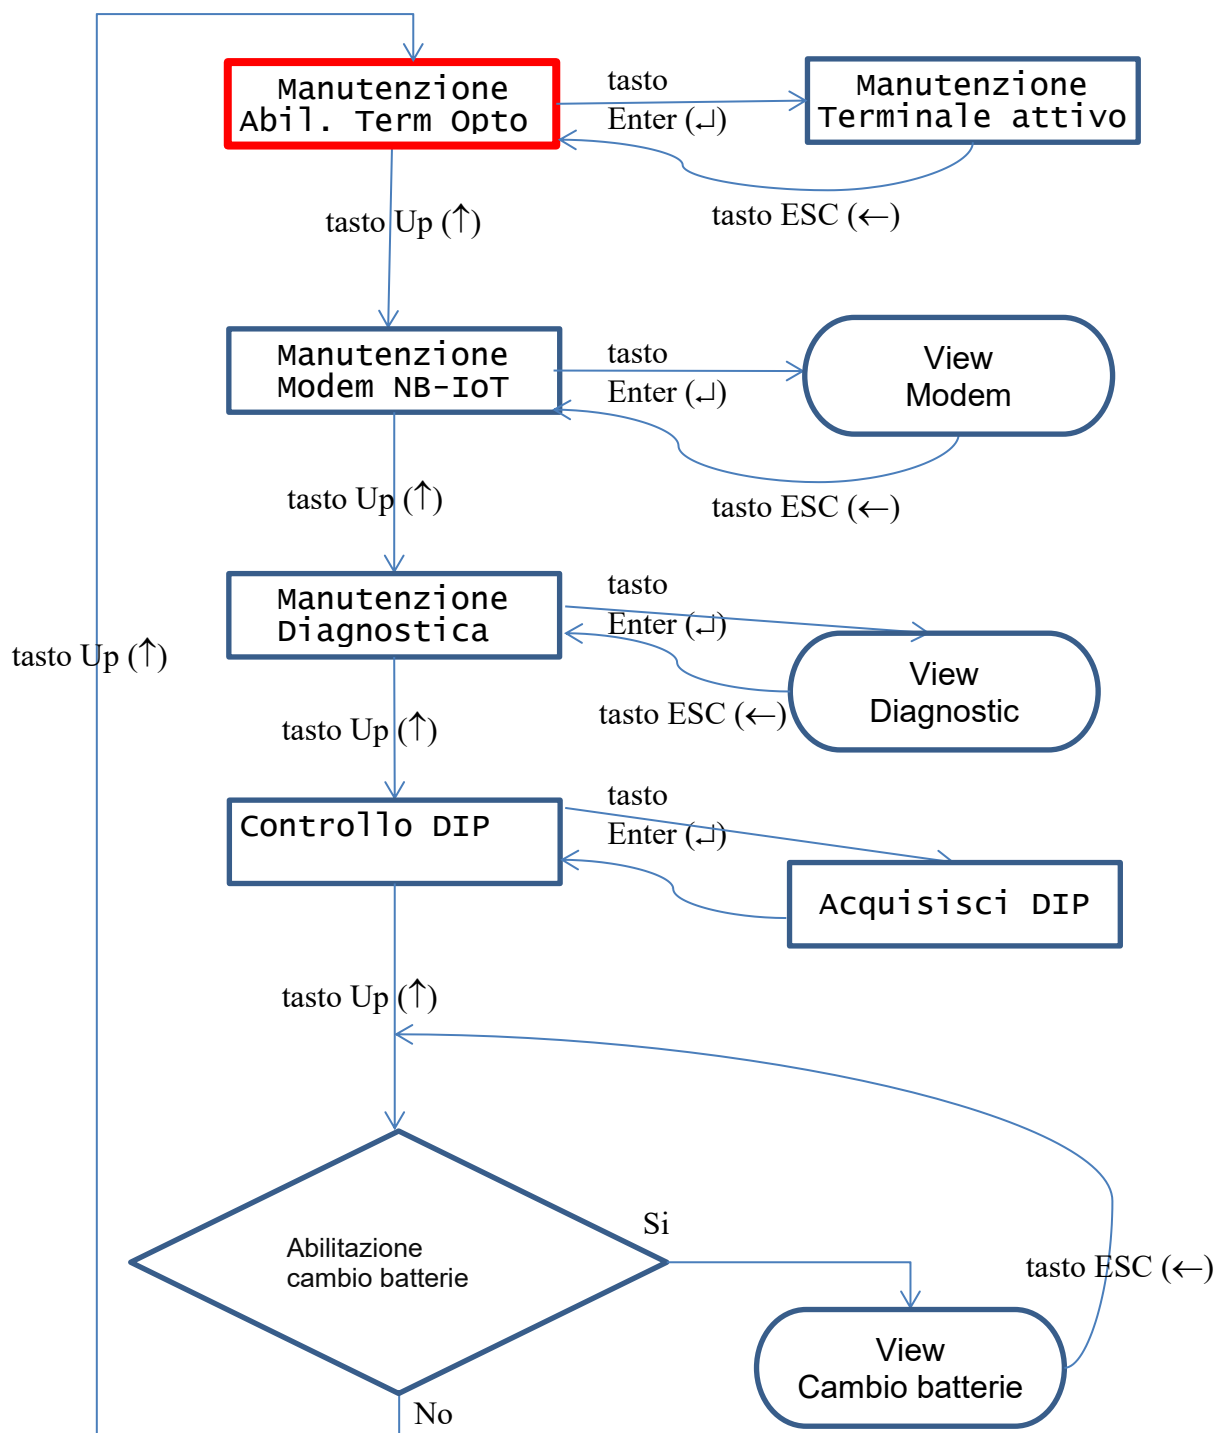 Manutenzione
Abil. Term Opto
tasto
Enter (↵)
Manutenzione
Terminale attivo
tasto ESC (←)
tasto Up (↑)
Manutenzione
Modem NB-IoT
tasto
Enter (↵)
View
Modem
tasto ESC (←)
tasto Up (↑)
Manutenzione
Diagnostica
tasto
Enter (↵)
View
Diagnostic
tasto ESC (←)
tasto Up (↑)
tasto Up (↑)
Controllo DIP
tasto
Enter (↵)
Acquisisci DIP
tasto Up (↑)
Abilitazione
cambio batterie
Si
tasto ESC (←)
View
Cambio batterie
No